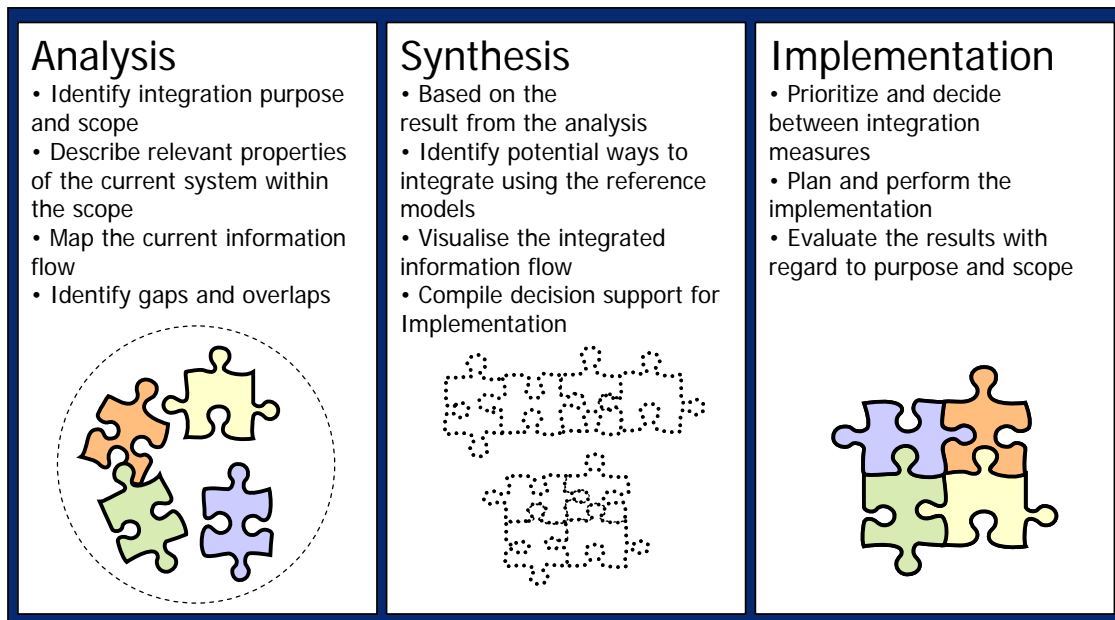 Analysis
• Identify integration purpose
and scope
• Describe relevant properties
of the current system within
the scope
• Map the current information
flow
• Identify gaps and overlaps
Synthesis
• Based on the
result from the analysis
• Identify potential ways to
integrate using the reference
models
• Visualise the integrated
information flow
• Compile decision support for
Implementation
Implementation
• Prioritize and decide
between integration
measures
• Plan and perform the
implementation
• Evaluate the results with
regard to purpose and scope